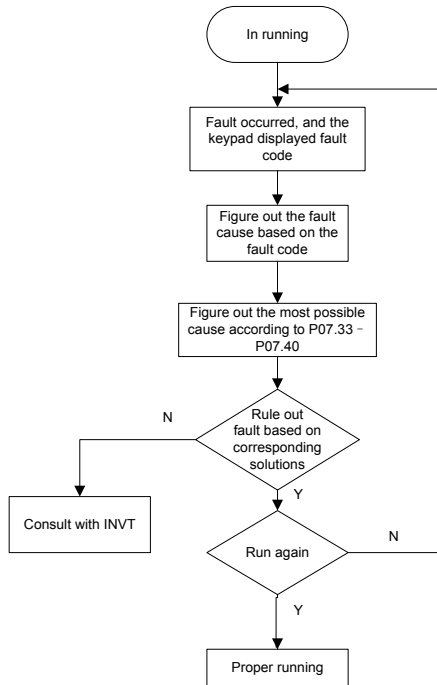 In running
Fault occurred, and the
keypad displayed fault
code
Figure out the fault
cause based on the
fault code
Figure out the most possible
cause according to P07.33﹣
P07.40
N
Rule out
fault based on
corresponding
solutions
Y
Consult with INVT
Run again
N
Y
Proper running